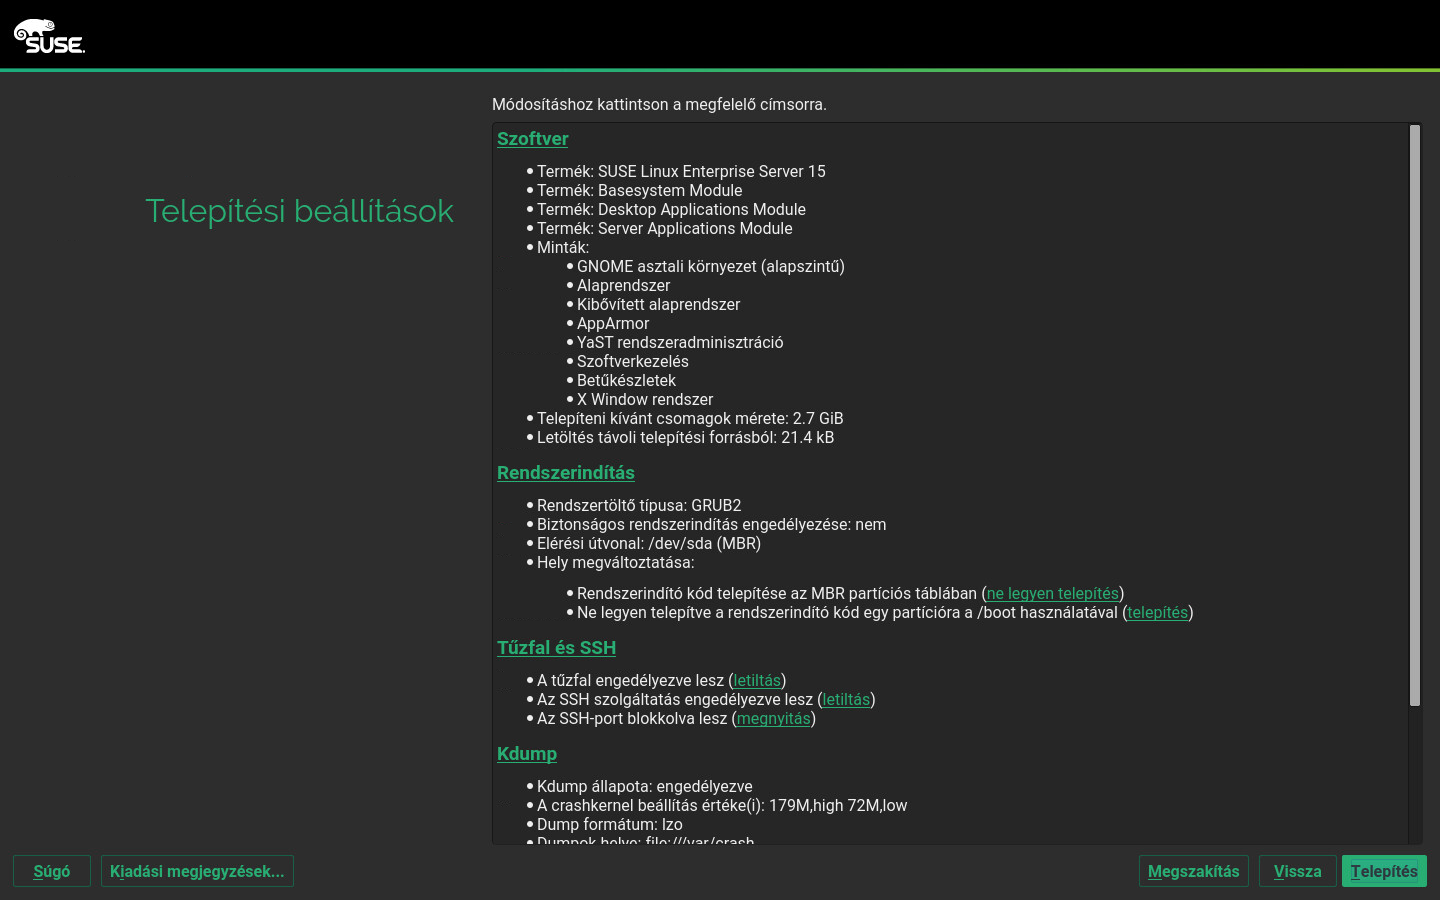 SUSE
Módosításhoz kattintson a megfelelő címsorra.
Telepítési beállítások
Szoftver
Termék: SUSE Linux Enterprise Server 15
Termék: Basesystem Module
Termék: Desktop Applications Module
Termék: Server Applications Module
Minták:
GNOME asztali környezet (alapszintű)
Alaprendszer
Kibővített alaprendszer
AppArmor
YaST rendszeradminisztráció
Szoftverkezelés
Betűkészletek
X Window rendszer
Telepíteni kívánt csomagok mérete: 2.7 GiB
Letöltés távoli telepítési forrásból: 21.4 kB
Rendszerindítás
Rendszertöltő típusa: GRUB2
Biztonságos rendszerindítás engedélyezése: nem
Elérési útvonal: /dev/sda (MBR)
Hely megváltoztatása:
Rendszerindító kód telepítése az MBR partíciós táblában (ne legyen telepítés)
Ne legyen telepítve a rendszerindító kód egy partícióra a /boot használatával (telepítés)
Tűzfal és SSH
A tűzfal engedélyezve lesz (letiltás)
Az SSH szolgáltatás engedélyezve lesz (letiltás)
Az SSH-port blokkolva lesz (megnyitás)
Kdump
Kdump állapota: engedélyezve
A crashkernel beállítás értéke(i): 179M,high 72M,low
Dump formátum: lzo
Dumpok helye: file:///var/crash
Súgó
Kiadási megjegyzések...
Megszakítás
Vissza
Telepítés